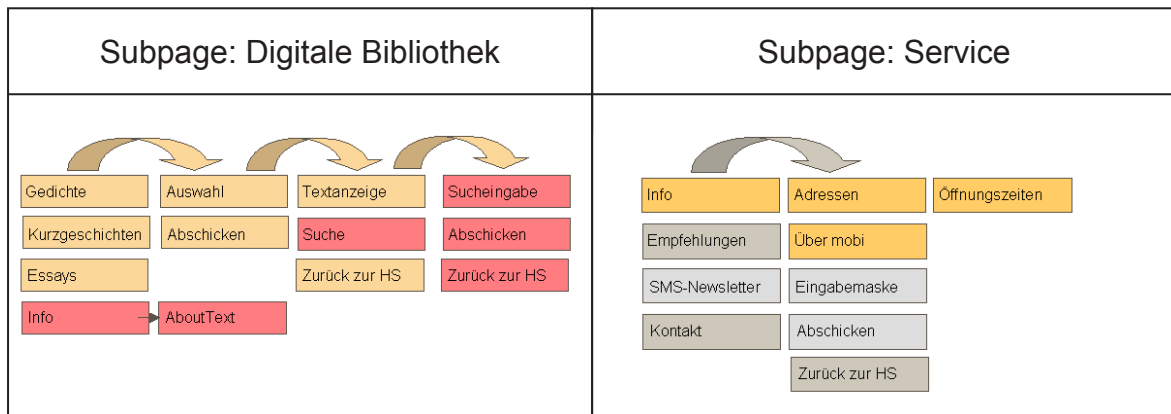 Subpage: Digitale Bibliothek
Gedichte
Auswahl
Textanzeige
Sucheingabe
Kurzgeschichten
Abschicken
Suche
Abschicken
Essays
Zurück zur HS
Zurück zur HS
Info
AboutText
Subpage: Service
Info
Adressen
Öffnungszeiten
Empfehlungen
Über mobi
SMS-Newsletter
Eingabemaske
Kontakt
Abschicken
Zurück zur HS